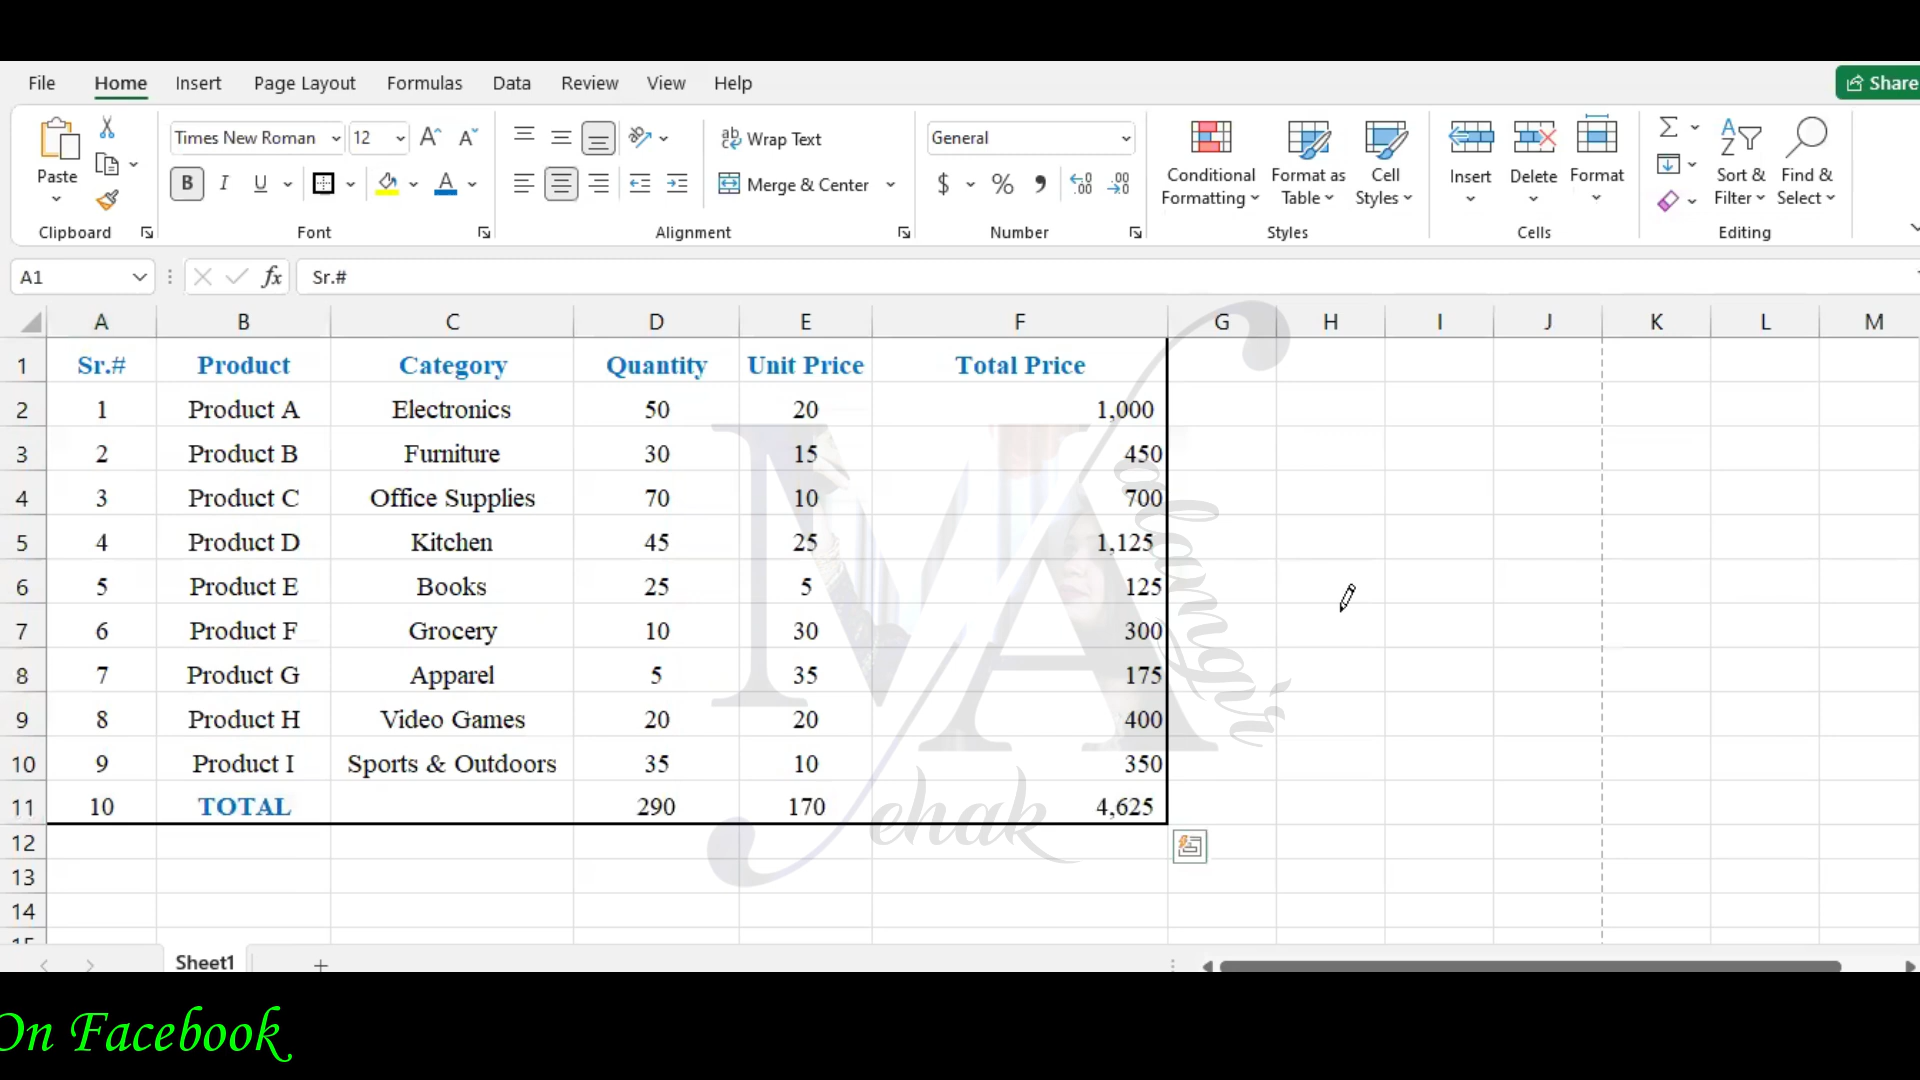 File Home Insert Page Layout Formulas Data Review View Help Share
Paste Times New Roman 12 Wrap Text General Conditional Formatting Format as Table Cell Styles Insert Delete Format Sort & Filter Find & Select
B I U A Merge & Center $ % 9
Clipboard Font Alignment Number Styles Cells Editing
A1 fx Sr.#
A B C D E F G H I J K L M
1 Sr.# Product Category Quantity Unit Price Total Price
2 1 Product A Electronics 50 20 1,000
3 2 Product B Furniture 30 15 450
4 3 Product C Office Supplies 70 10 700
5 4 Product D Kitchen 45 25 1,125
6 5 Product E Books 25 5 125
7 6 Product F Grocery 10 30 300
8 7 Product G Apparel 5 35 175
9 8 Product H Video Games 20 20 400
10 9 Product I Sports & Outdoors 35 10 350
11 10 TOTAL 290 170 4,625
12
13
14
15
Sheet1
On Facebook